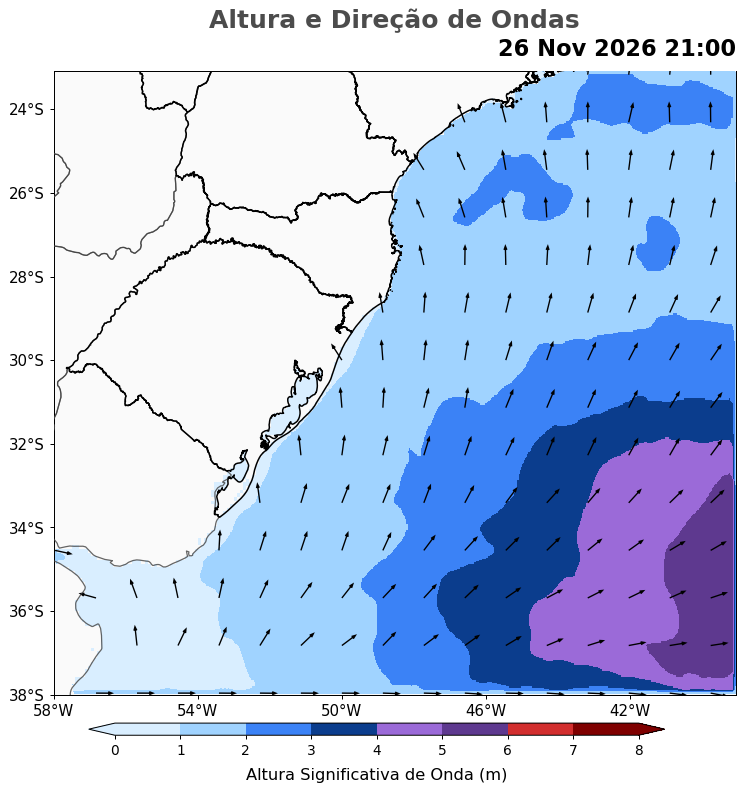 Altura e Direção de Ondas
26 Nov 2026 21:00
24°S
26°S
28°S
30°S
32°S
34°S
36°S
38°S
58°W 54°W 50°W 46°W 42°W
0 1 2 3 4 5 6 7 8
Altura Significativa de Onda (m)